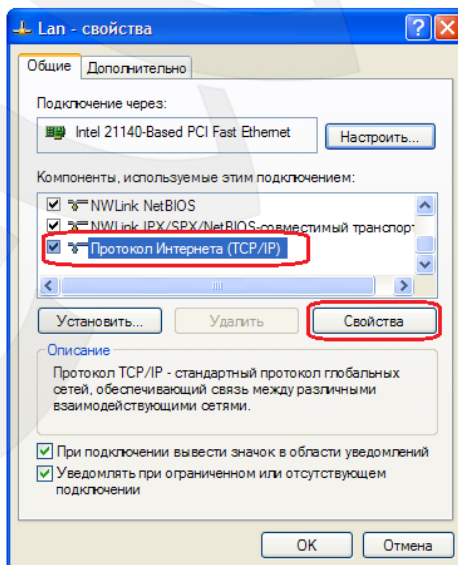 Lan - свойства
Общие Дополнительно
Подключение через:
Intel 21140-Based PCI Fast Ethernet Настроить...
Компоненты, используемые этим подключением:
NWLink NetBIOS
NWLink IPX/SPX/NetBIOS-совместимый транспорт
Протокол Интернета (TCP/IP)
Установить... Удалить Свойства
Описание
Протокол TCP/IP - стандартный протокол глобальных
сетей, обеспечивающий связь между различными
взаимодействующими сетями.
При подключении вывести значок в области уведомлений
Уведомлять при ограниченном или отсутствующем
подключении
OK Отмена